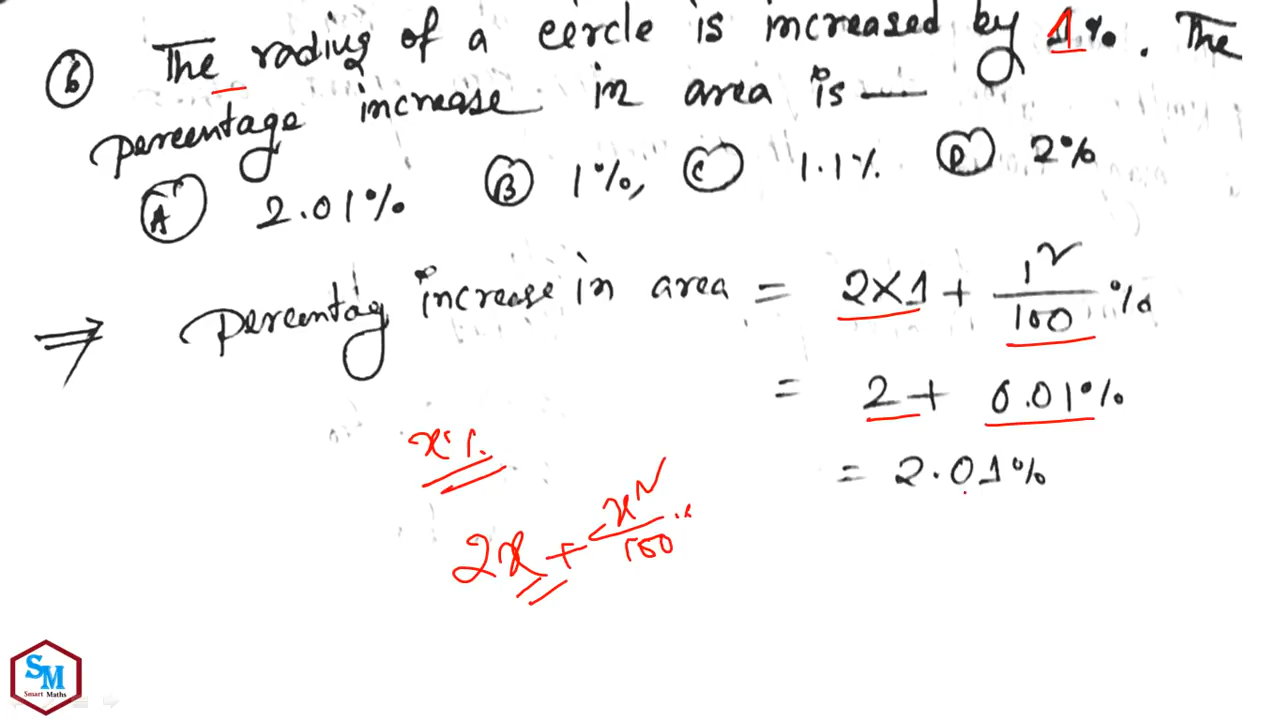 6 The radius of a circle is increased by 1%. The
percentage increase in area is —
A 2.01% B 1%, C 1.1% D 2%
⇒ percentag increase in area = 2×1 + 1²/100 %
= 2 + 0.01%
= 2.01%
x%
2x + x²/100 %
SM
Smart Maths